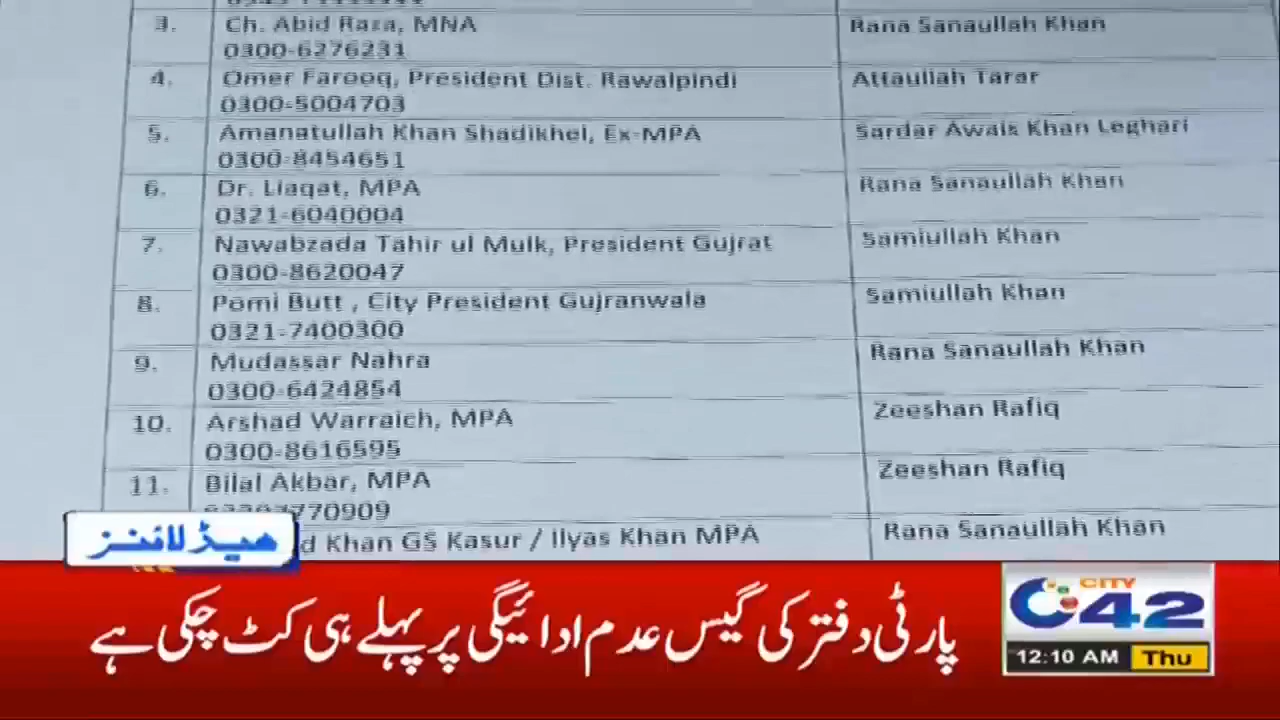 3. Ch. Abid Raza, MNA Rana Sanaullah Khan
0300-6276231
4. Omer Farooq, President Dist. Rawalpindi Attaullah Tarar
0300-5004703
5. Amanatullah Khan Shadikhel, Ex-MPA Sardar Awais Khan Leghari
0300-8454651
6. Dr. Liaqat, MPA Rana Sanaullah Khan
0321-6040004
7. Nawabzada Tahir ul Mulk, President Gujrat Samiullah Khan
0300-8620047
8. Pomi Butt , City President Gujranwala Samiullah Khan
0321-7400300
9. Mudassar Nahra Rana Sanaullah Khan
0300-6424854
10. Arshad Warraich, MPA Zeeshan Rafiq
0300-8616595
11. Bilal Akbar, MPA Zeeshan Rafiq
770909
Khan GS Kasur / Ilyas Khan MPA Rana Sanaullah Khan
ھیڈلائنز
پارٹی دفتر کی گیس عدم ادائیگی پر پہلے ہی کٹ چکی ہے
CITY
42
12:10 AM Thu